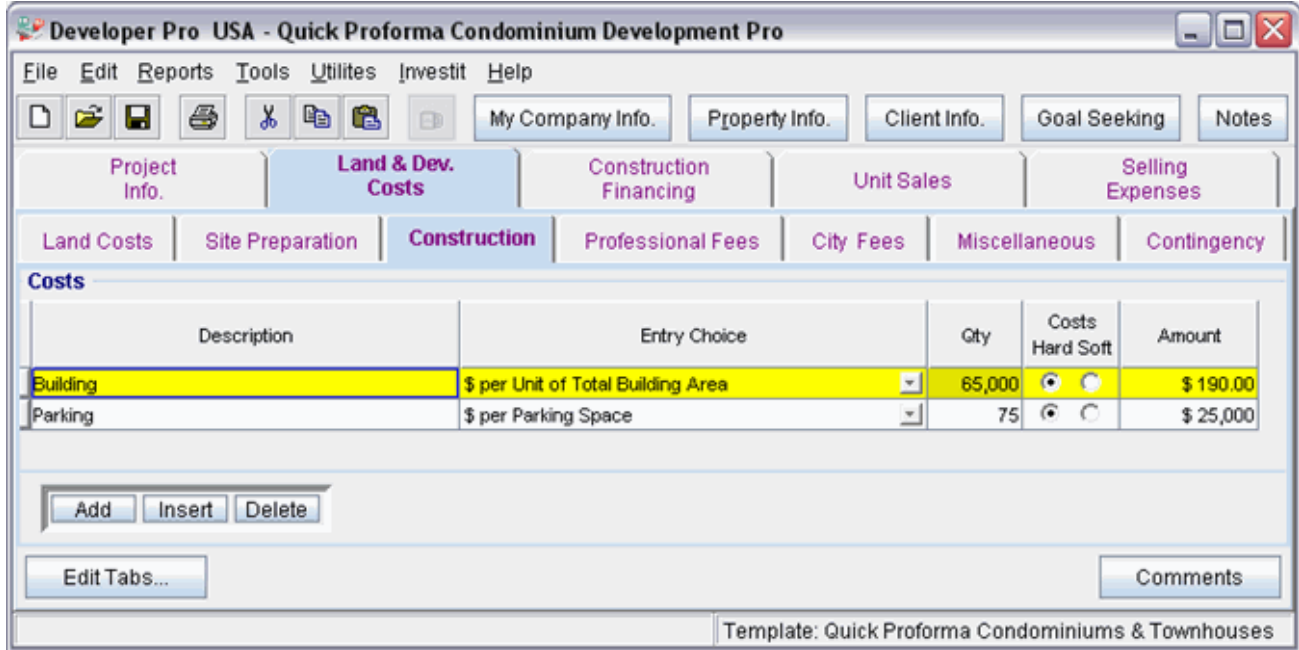 Developer Pro USA - Quick Proforma Condominium Development Pro
File Edit Reports Tools Utilites Investit Help
My Company Info. Property Info. Client Info. Goal Seeking Notes
Project Info. Land & Dev. Costs Construction Financing Unit Sales Selling Expenses
Land Costs Site Preparation Construction Professional Fees City Fees Miscellaneous Contingency
Costs
Description Entry Choice Qty Costs Hard Soft Amount
Building $ per Unit of Total Building Area 65,000 $ 190.00
Parking $ per Parking Space 75 $ 25,000
Add Insert Delete
Edit Tabs... Comments
Template: Quick Proforma Condominiums & Townhouses